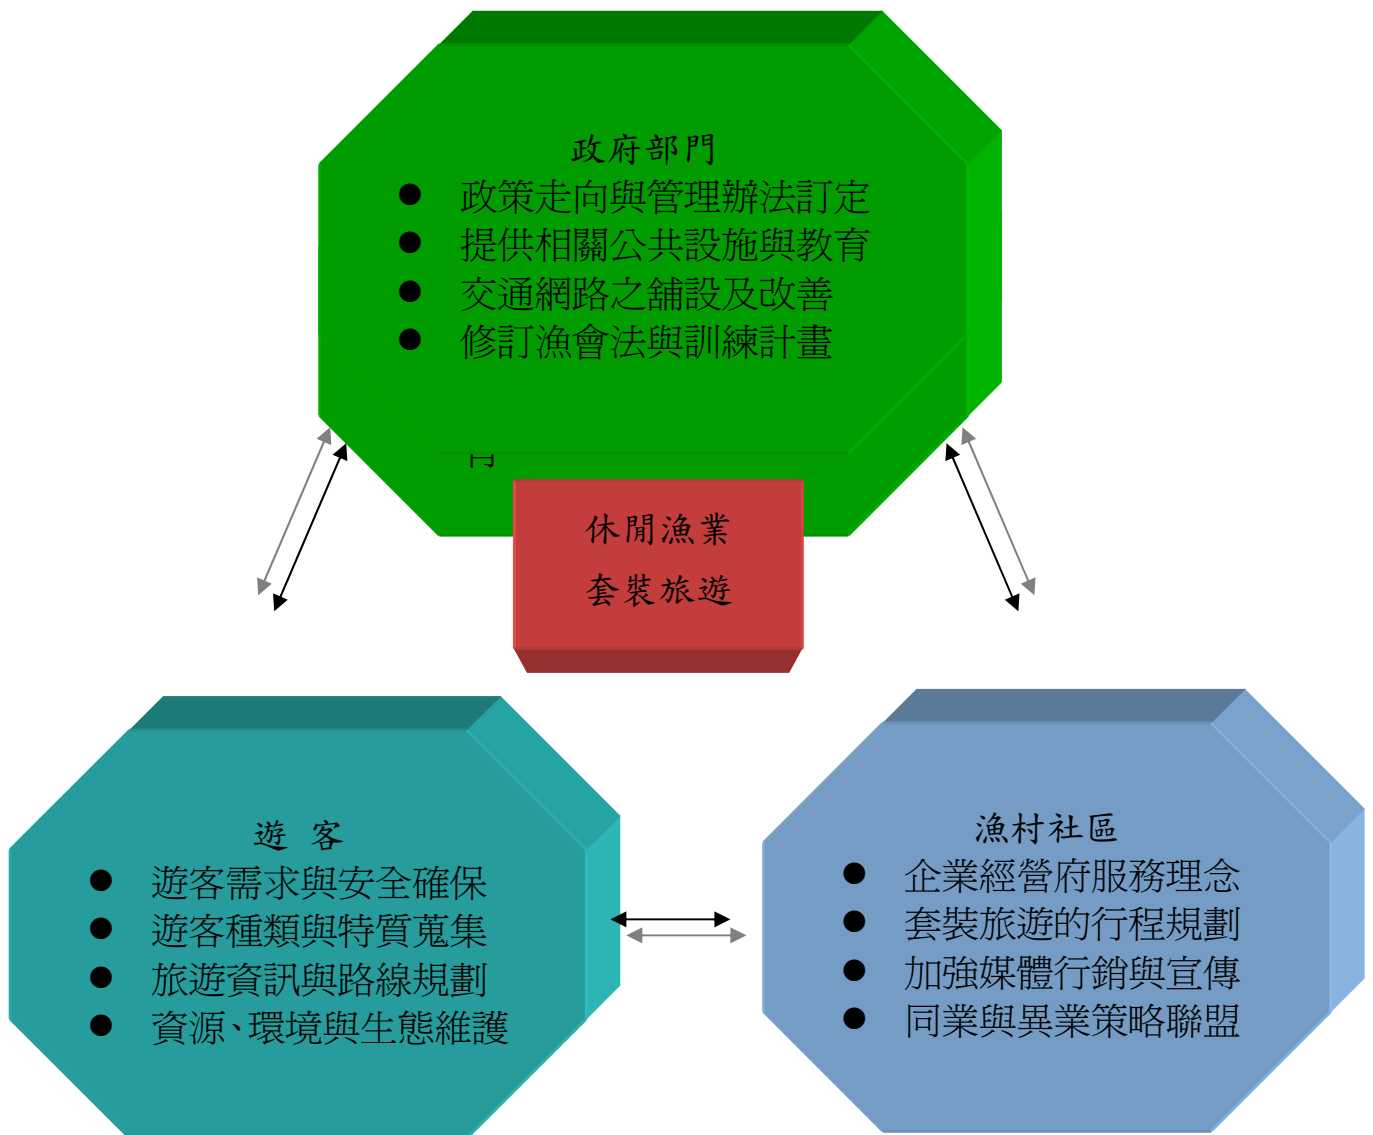 政府部門
● 政策走向與管理辦法訂定
● 提供相關公共設施與教育
● 交通網路之舖設及改善
● 修訂漁會法與訓練計畫
休閒漁業
套裝旅遊
遊 客
● 遊客需求與安全確保
● 遊客種類與特質蒐集
● 旅遊資訊與路線規劃
● 資源、環境與生態維護
漁村社區
● 企業經營府服務理念
● 套裝旅遊的行程規劃
● 加強媒體行銷與宣傳
● 同業與異業策略聯盟